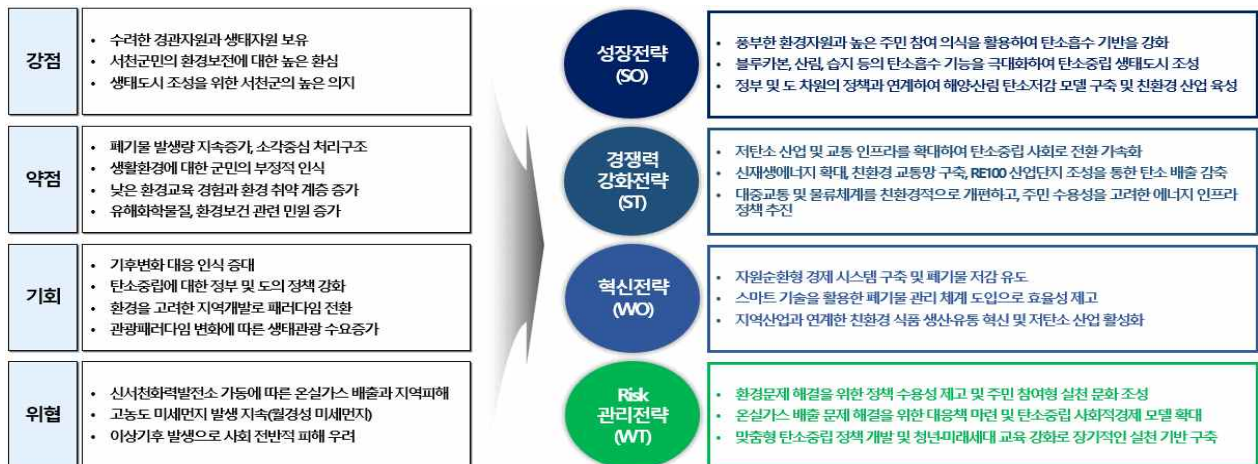 강점
• 수려한 경관자원과 생태자원 보유
• 서천군민의 환경보전에 대한 높은 환심
• 생태도시 조성을 위한 서천군의 높은 의지
약점
• 폐기물 발생량 지속증가, 소각중심 처리구조
• 생활환경에 대한 군민의 부정적 인식
• 낮은 환경교육 경험과 환경 취약 계층 증가
• 유해화학물질, 환경보건 관련 민원 증가
기회
• 기후변화 대응 인식 증대
• 탄소중립에 대한 정부 및 도의 정책 강화
• 환경을 고려한 지역개발로 패러다임 전환
• 관광패러다임 변화에 따른 생태관광 수요증가
위협
• 신서천화력발전소 가동에 따른 온실가스 배출과 지역피해
• 고농도 미세먼지 발생 지속(월경성 미세먼지)
• 이상기후 발생으로 사회 전반적 피해 우려
성장전략
(SO)
• 풍부한 환경자원과 높은 주민 참여 의식을 활용하여 탄소흡수 기반을 강화
• 블루카본, 산림, 습지 등의 탄소흡수 기능을 극대화하여 탄소중립 생태도시 조성
• 정부 및 도 차원의 정책과 연계하여 해양산림 탄소저감 모델 구축 및 친환경 산업 육성
경쟁력
강화전략
(ST)
• 저탄소 산업 및 교통 인프라를 확대하여 탄소중립 사회로 전환 가속화
• 신재생에너지 확대, 친환경 교통망 구축, RE100 산업단지 조성을 통한 탄소 배출 감축
• 대중교통 및 물류체계를 친환경적으로 개편하고, 주민 수용성을 고려한 에너지 인프라
정책 추진
혁신전략
(WO)
• 자원순환형 경제 시스템 구축 및 폐기물 저감 유도
• 스마트 기술을 활용한 폐기물 관리 체계 도입으로 효율성 제고
• 지역산업과 연계한 친환경 식품 생산·유통 혁신 및 저탄소 산업 활성화
Risk
관리전략
(WT)
• 환경문제 해결을 위한 정책 수용성 제고 및 주민 참여형 실천 문화 조성
• 온실가스 배출 문제 해결을 위한 대응책 마련 및 탄소중립 사회적경제 모델 확대
• 맞춤형 탄소중립 정책 개발 및 청년·미래세대 교육 강화로 장기적인 실천 기반 구축